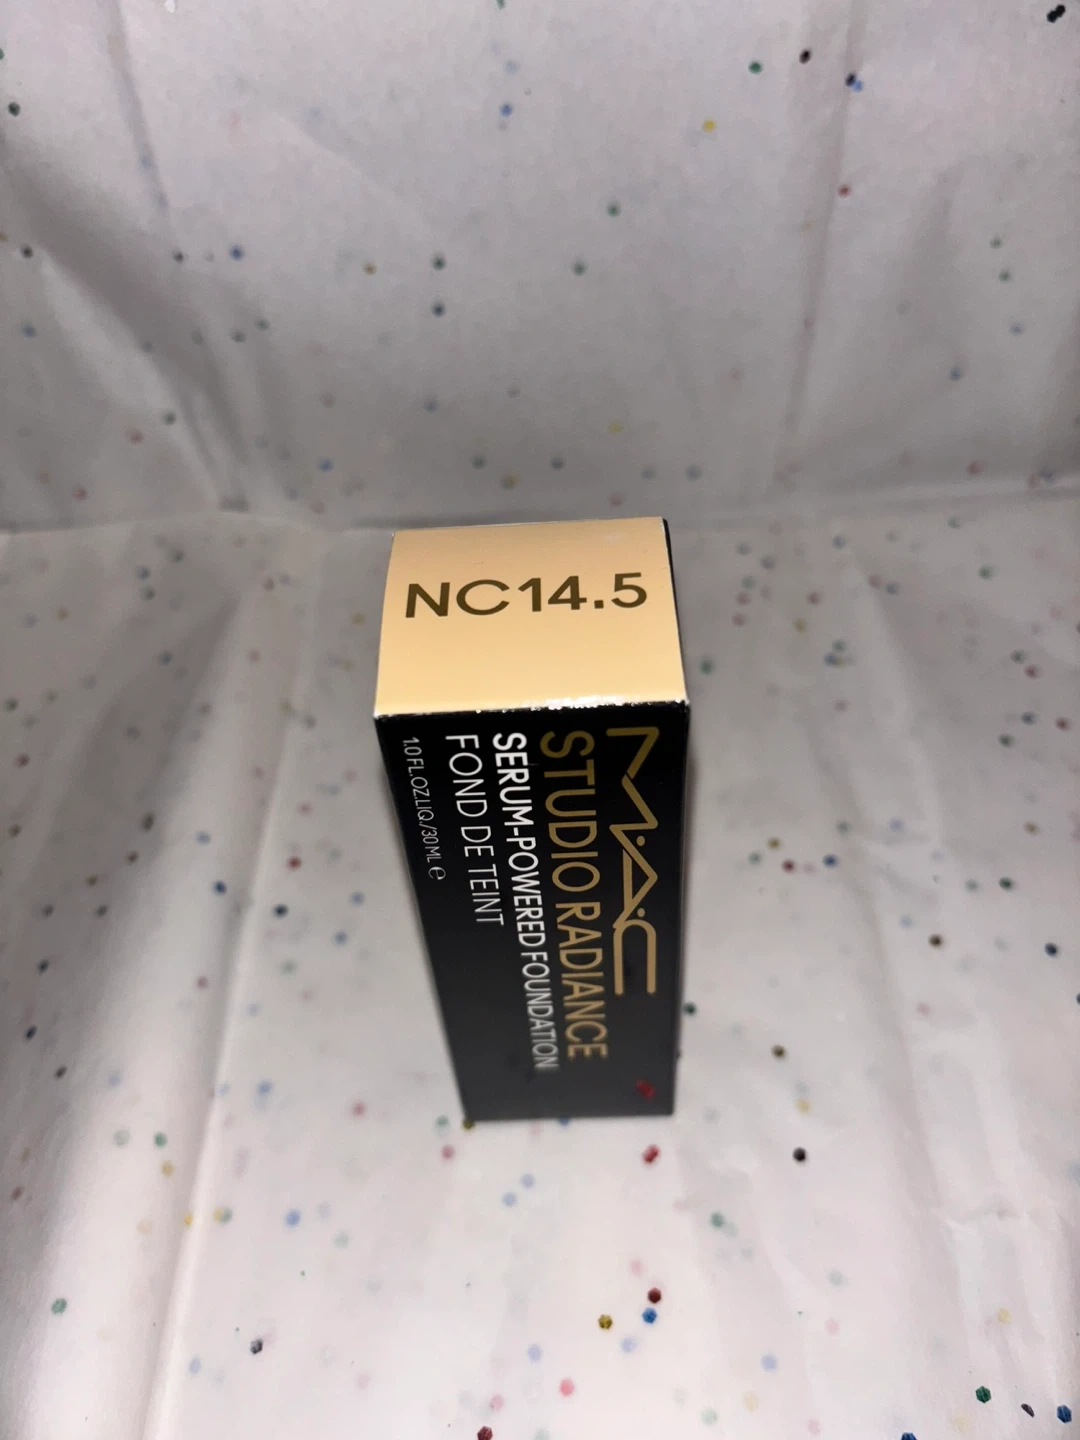 NC14.5
MAC
STUDIO RADIANCE
SERUM-POWERED FOUNDATION
FOND DE TEINT
1.0 FL.OZ.LIQ./30 ML ℮